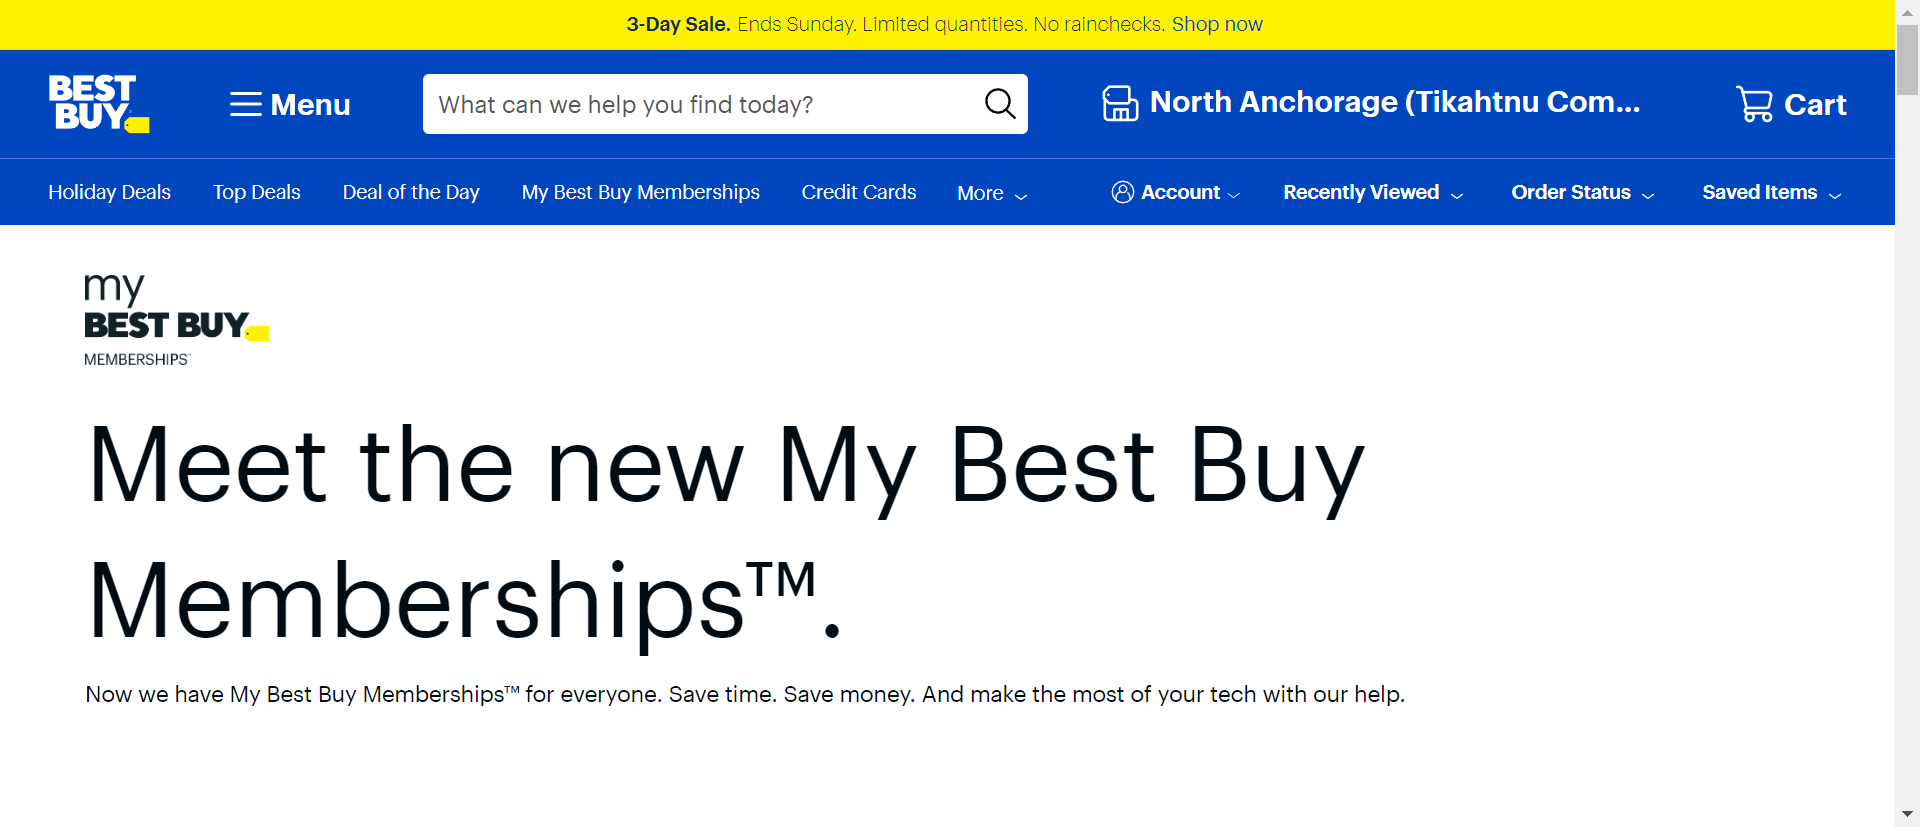 3-Day Sale. Ends Sunday. Limited quantities. No rainchecks. Shop now
BEST
BUY
Menu
What can we help you find today?
North Anchorage (Tikahtnu Com...
Cart
Holiday Deals
Top Deals
Deal of the Day
My Best Buy Memberships
Credit Cards
More
Account
Recently Viewed
Order Status
Saved Items
my
BEST BUY
MEMBERSHIPS™
Meet the new My Best Buy
Memberships™.
Now we have My Best Buy Memberships™ for everyone. Save time. Save money. And make the most of your tech with our help.